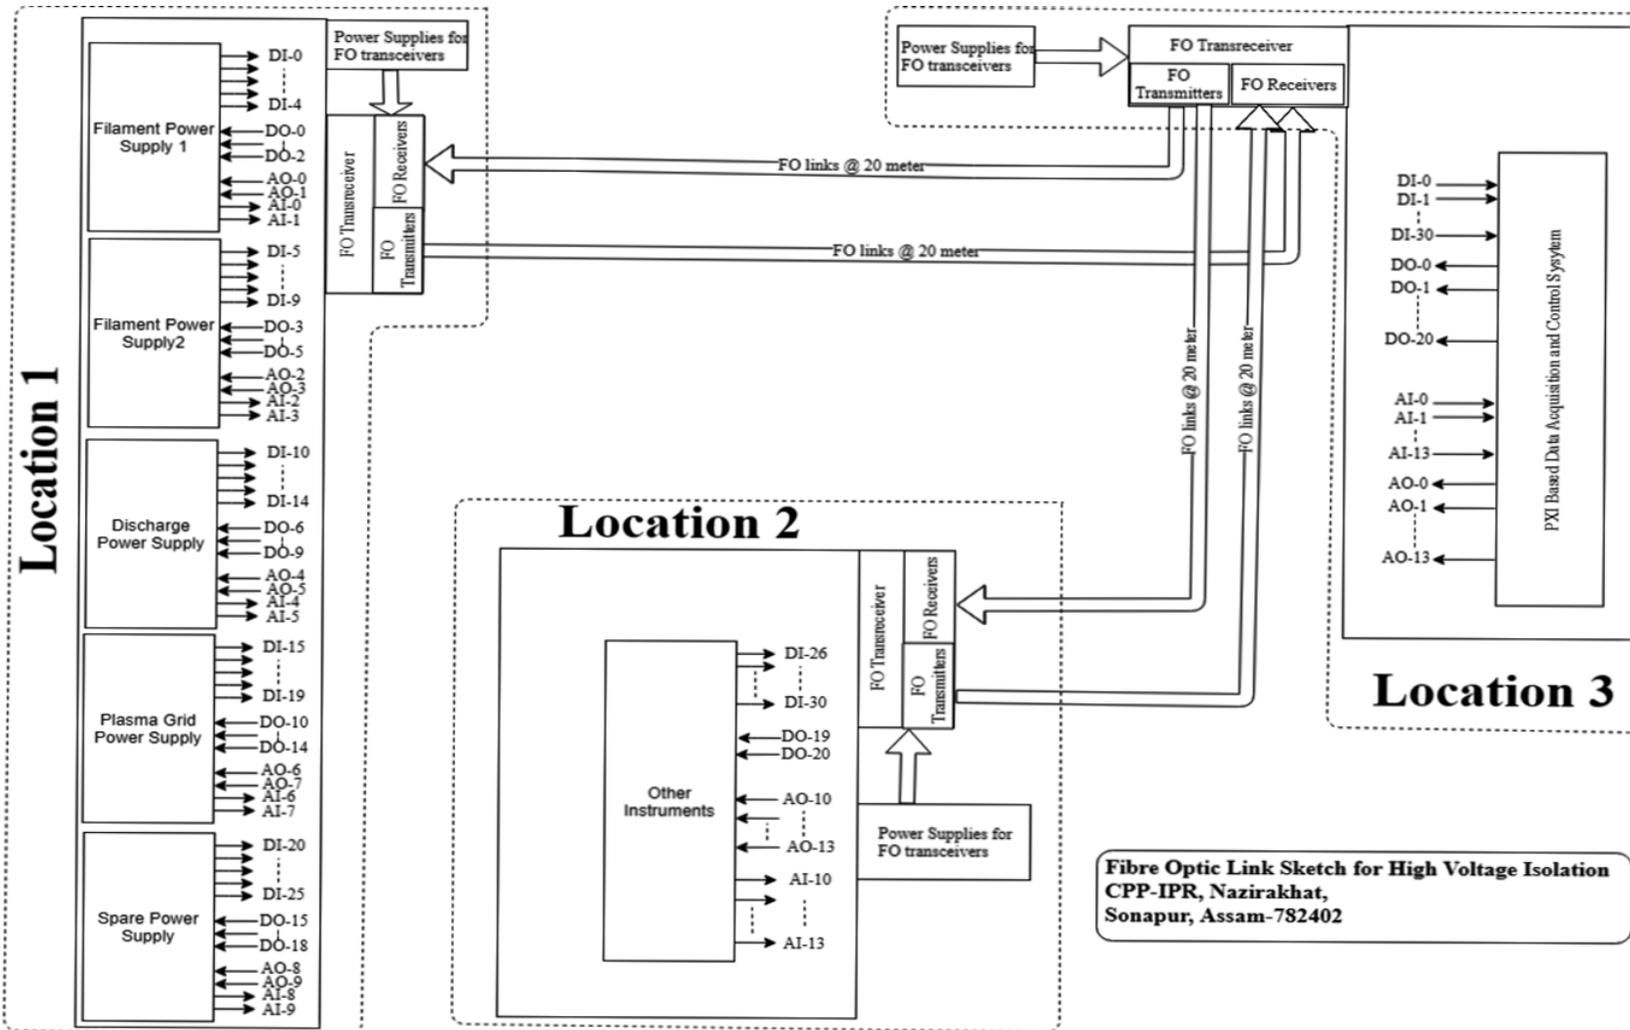 Location 1
Filament Power
Supply 1
DI-0
DI-4
DO-0
DO-2
AO-0
AO-1
AI-0
AI-1
Filament Power
Supply2
DI-5
DI-9
DO-3
DO-5
AO-2
AO-3
AI-2
AI-3
Discharge
Power Supply
DI-10
DI-14
DO-6
DO-9
AO-4
AO-5
AI-4
AI-5
Plasma Grid
Power Supply
DI-15
DI-19
DO-10
DO-14
AO-6
AO-7
AI-6
AI-7
Spare Power
Supply
DI-20
DI-25
DO-15
DO-18
AO-8
AO-9
AI-8
AI-9
Power Supplies for
FO transceivers
FO Transreceiver
FO Receivers
FO
Transmitters
FO links @ 20 meter
FO links @ 20 meter
Location 2
Other
Instruments
DI-26
DI-30
DO-19
DO-20
AO-10
AO-13
AI-10
AI-13
FO Transreceiver
FO Receivers
FO
Transmitters
Power Supplies for
FO transceivers
FO links @ 20 meter
FO links @ 20 meter
Power Supplies for
FO transceivers
FO Transreceiver
FO
Transmitters
FO Receivers
DI-0
DI-1
DI-30
DO-0
DO-1
DO-20
AI-0
AI-1
AI-13
AO-0
AO-1
AO-13
PXI Based Data Acquisition and Control Sysytem
Location 3
Fibre Optic Link Sketch for High Voltage Isolation
CPP-IPR, Nazirakhat,
Sonapur, Assam-782402